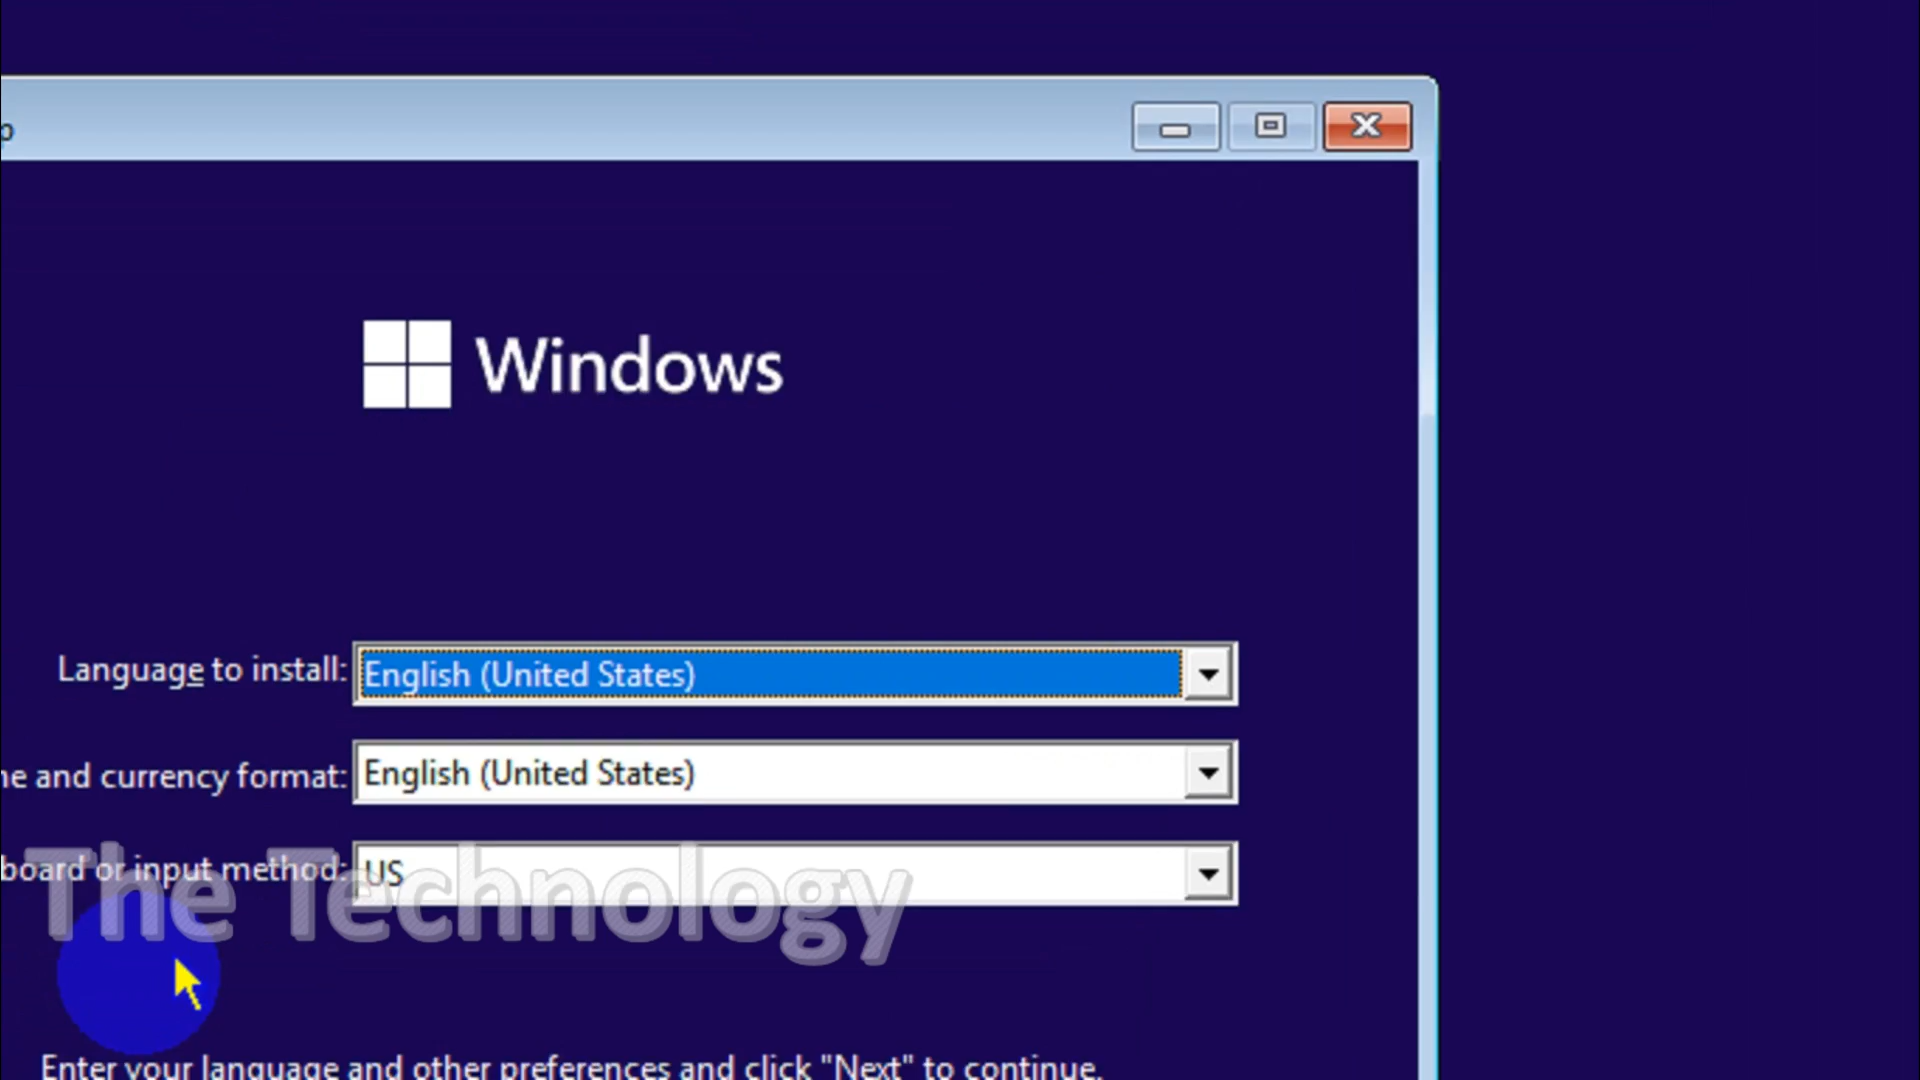 p
Windows
Language to install: English (United States)
ne and currency format: English (United States)
board or input method: US
The Technology
Enter your language and other preferences and click "Next" to continue.